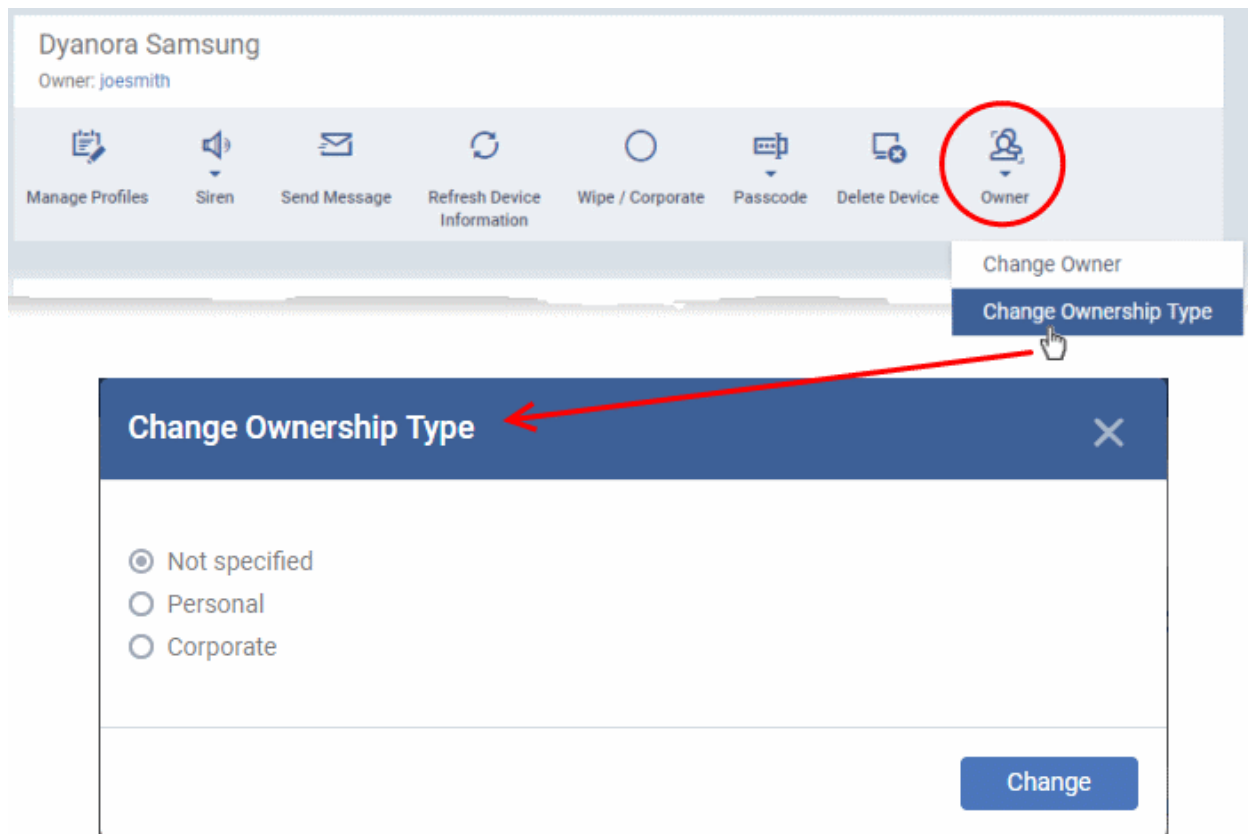 Dyanora Samsung
Owner: joesmith
Manage Profiles
Siren
Send Message
Refresh Device
Information
Wipe / Corporate
Passcode
Delete Device
Owner
Change Owner
Change Ownership Type
Change Ownership Type
Not specified
Personal
Corporate
Change